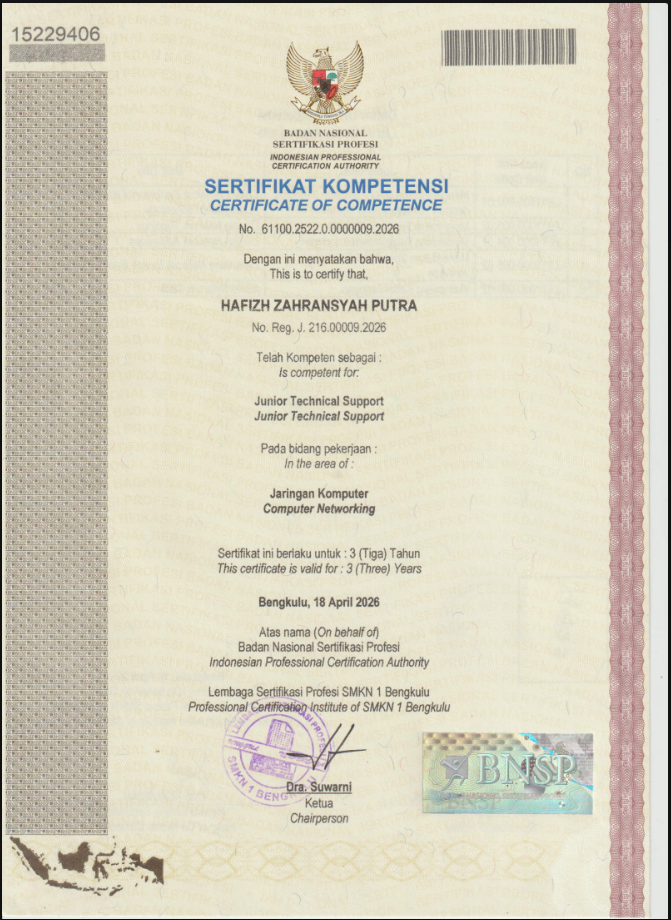 15229406
BADAN NASIONAL
SERTIFIKASI PROFESI
INDONESIAN PROFESSIONAL
CERTIFICATION AUTHORITY
SERTIFIKAT KOMPETENSI
CERTIFICATE OF COMPETENCE
No. 61100.2522.0.0000009.2026
Dengan ini menyatakan bahwa,
This is to certify that,
HAFIZH ZAHRANSYAH PUTRA
No. Reg. J. 216.00009.2026
Telah Kompeten sebagai :
Is competent for:
Junior Technical Support
Junior Technical Support
Pada bidang pekerjaan :
In the area of :
Jaringan Komputer
Computer Networking
Sertifikat ini berlaku untuk : 3 (Tiga) Tahun
This certificate is valid for : 3 (Three) Years
Bengkulu, 18 April 2026
Atas nama (On behalf of)
Badan Nasional Sertifikasi Profesi
Indonesian Professional Certification Authority
Lembaga Sertifikasi Profesi SMKN 1 Bengkulu
Professional Certification Institute of SMKN 1 Bengkulu
SMKN 1 BENGKULU
BNSP
BNSP
Dra. Suwarni
Ketua
Chairperson